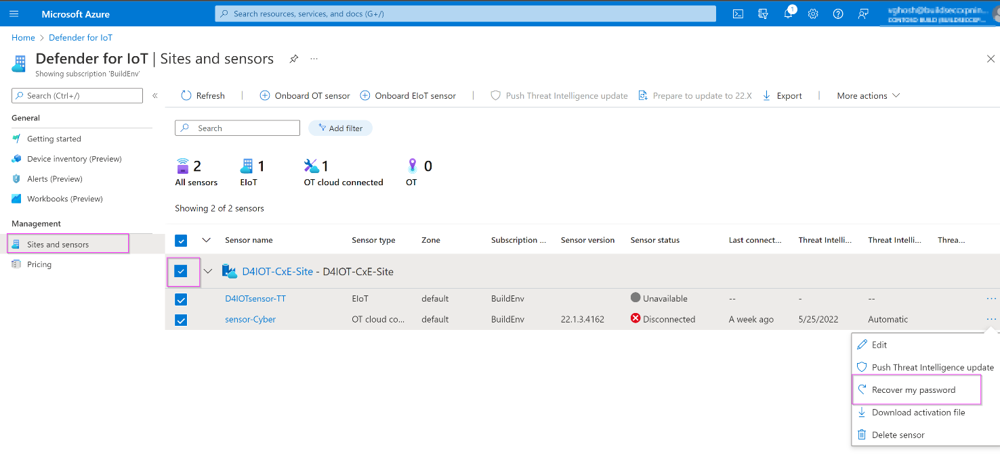 Microsoft Azure
Search resources, services, and docs (G+/)
1
Home > Defender for IoT
Defender for IoT | Sites and sensors
...
Showing subscription 'BuildEnv'
Search (Ctrl+/)
«
Refresh
Onboard OT sensor
Onboard EIoT sensor
Push Threat Intelligence update
Prepare to update to 22.X
Export
More actions
General
Getting started
Device inventory (Preview)
Alerts (Preview)
Workbooks (Preview)
Management
Sites and sensors
Pricing
Search
Add filter
2
All sensors
1
EIoT
1
OT cloud connected
0
OT
Showing 2 of 2 sensors
Sensor name Sensor type Zone Subscription ... Sensor version Sensor status Last connect... Threat Intelli... Threat Intelli... Threa...
D4IOT-CxE-Site - D4IOT-CxE-Site
D4IOTsensor-TT EIoT default BuildEnv Unavailable -- - -- ...
sensor-Cyber OT cloud co... default BuildEnv 22.1.3.4162 Disconnected A week ago 5/25/2022 Automatic ...
Edit
Push Threat Intelligence update
Recover my password
Download activation file
Delete sensor